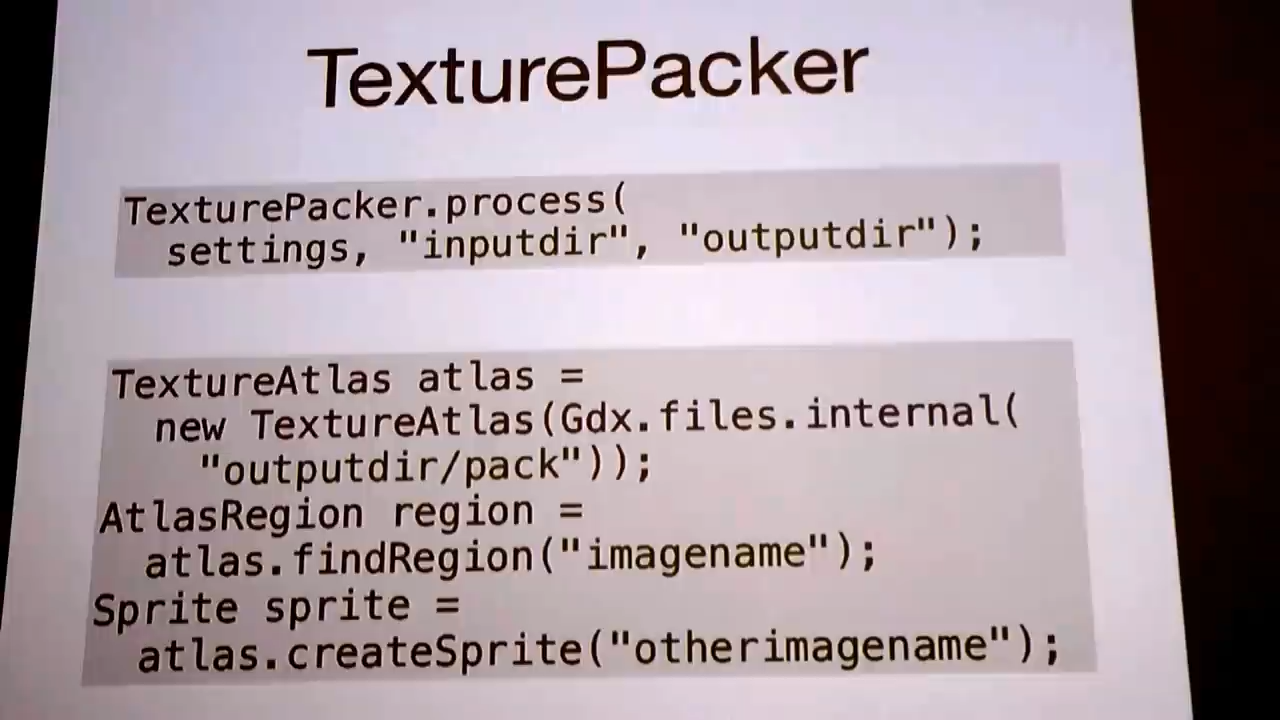 TexturePacker
TexturePacker.process(
settings, "inputdir", "outputdir");
TextureAtlas atlas =
new TextureAtlas(Gdx.files.internal(
"outputdir/pack"));
AtlasRegion region =
atlas.findRegion("imagename");
Sprite sprite =
atlas.createSprite("otherimagename");